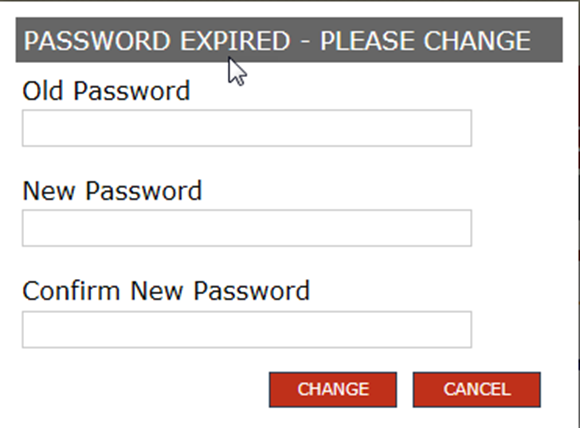 PASSWORD EXPIRED - PLEASE CHANGE
Old Password
New Password
Confirm New Password
CHANGE CANCEL